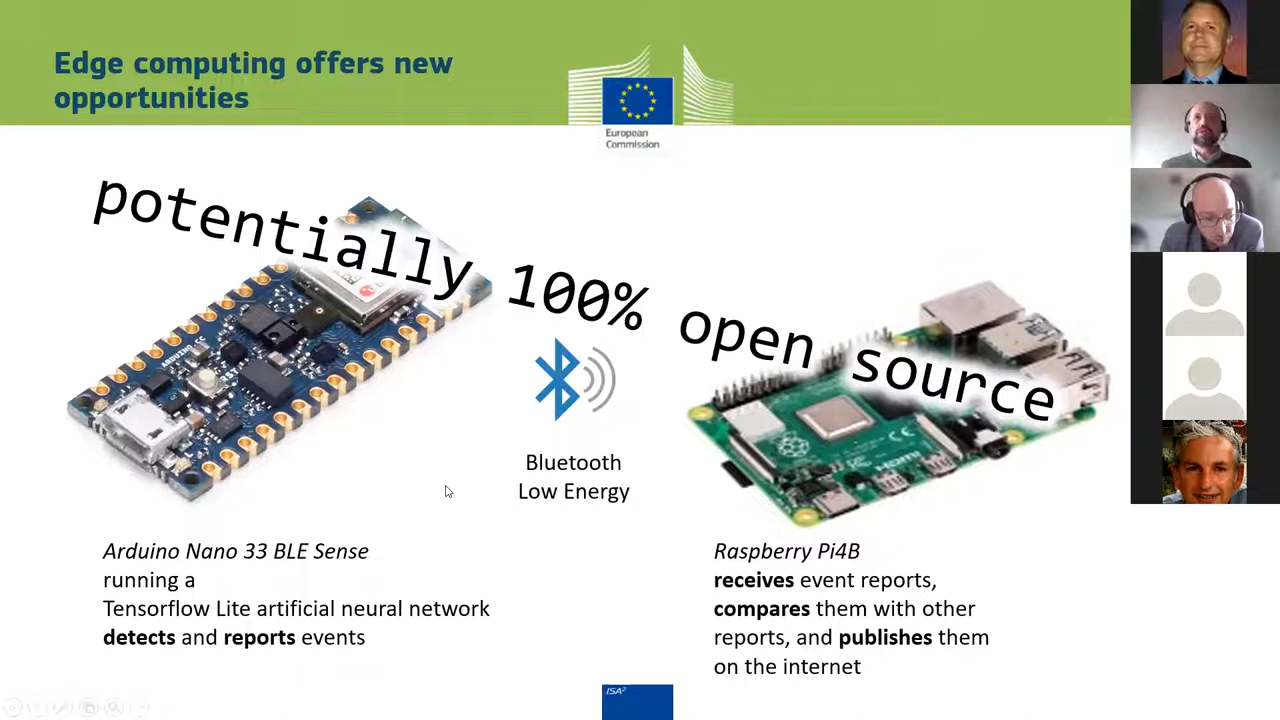 Edge computing offers new
opportunities
European
Commission
potentially 100% open source
ARDUINO.CC
Bluetooth
Low Energy
Arduino Nano 33 BLE Sense
running a
Tensorflow Lite artificial neural network
detects and reports events
Raspberry Pi4B
receives event reports,
compares them with other
reports, and publishes them
on the internet
ISA²